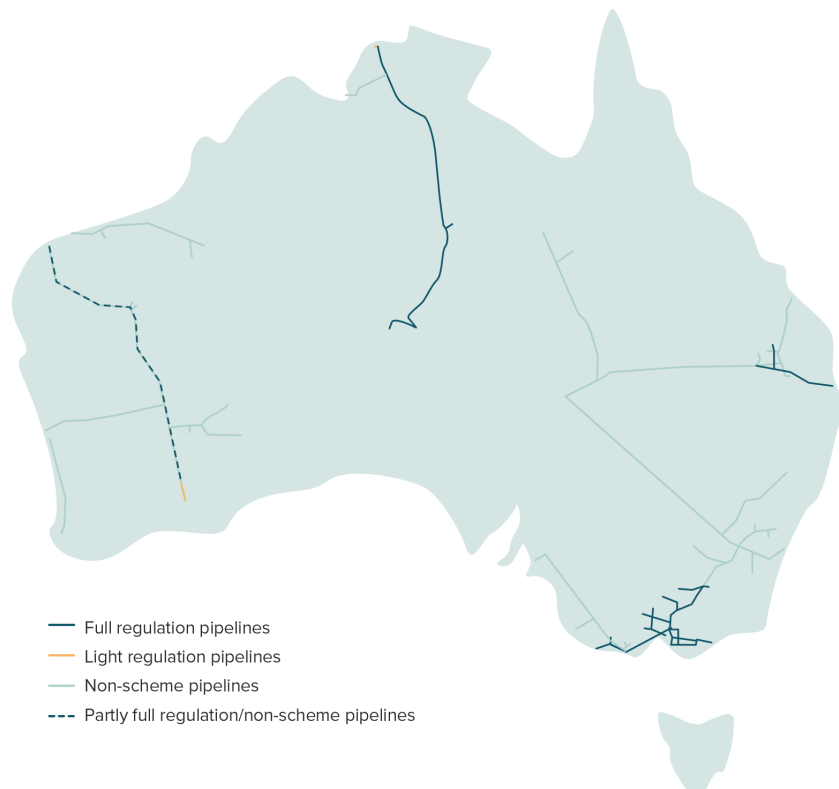 Full regulation pipelines
Light regulation pipelines
Non-scheme pipelines
Partly full regulation/non-scheme pipelines